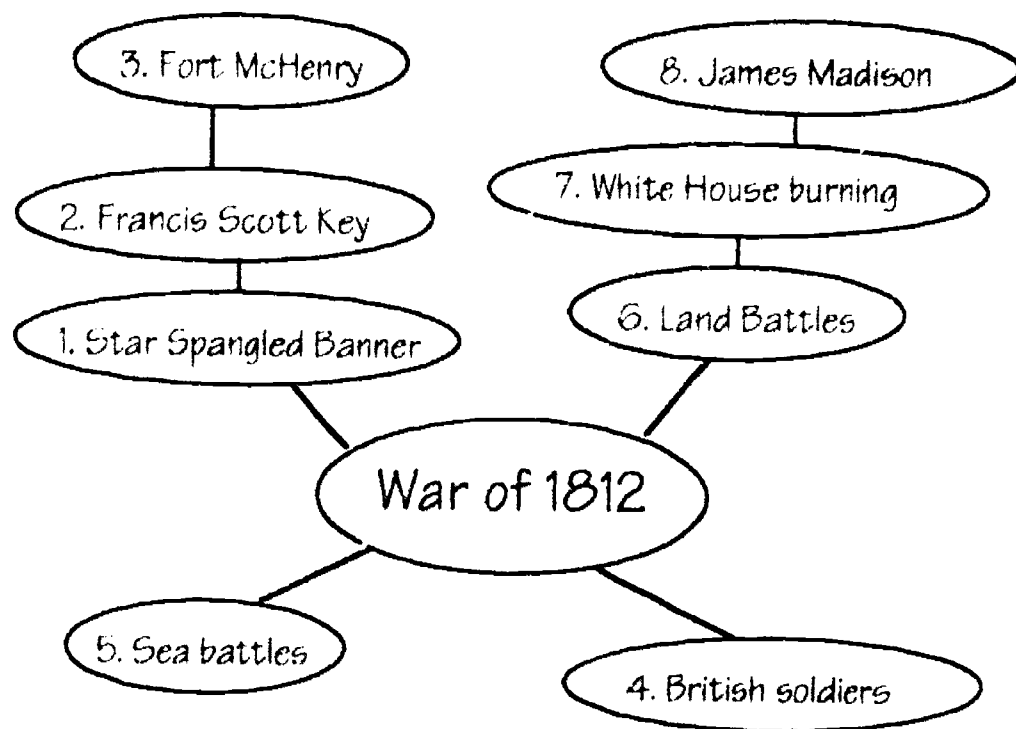 3. Fort McHenry
8. James Madison
2. Francis Scott Key
7. White House burning
1. Star Spangled Banner
6. Land Battles
War of 1812
5. Sea battles
4. British soldiers